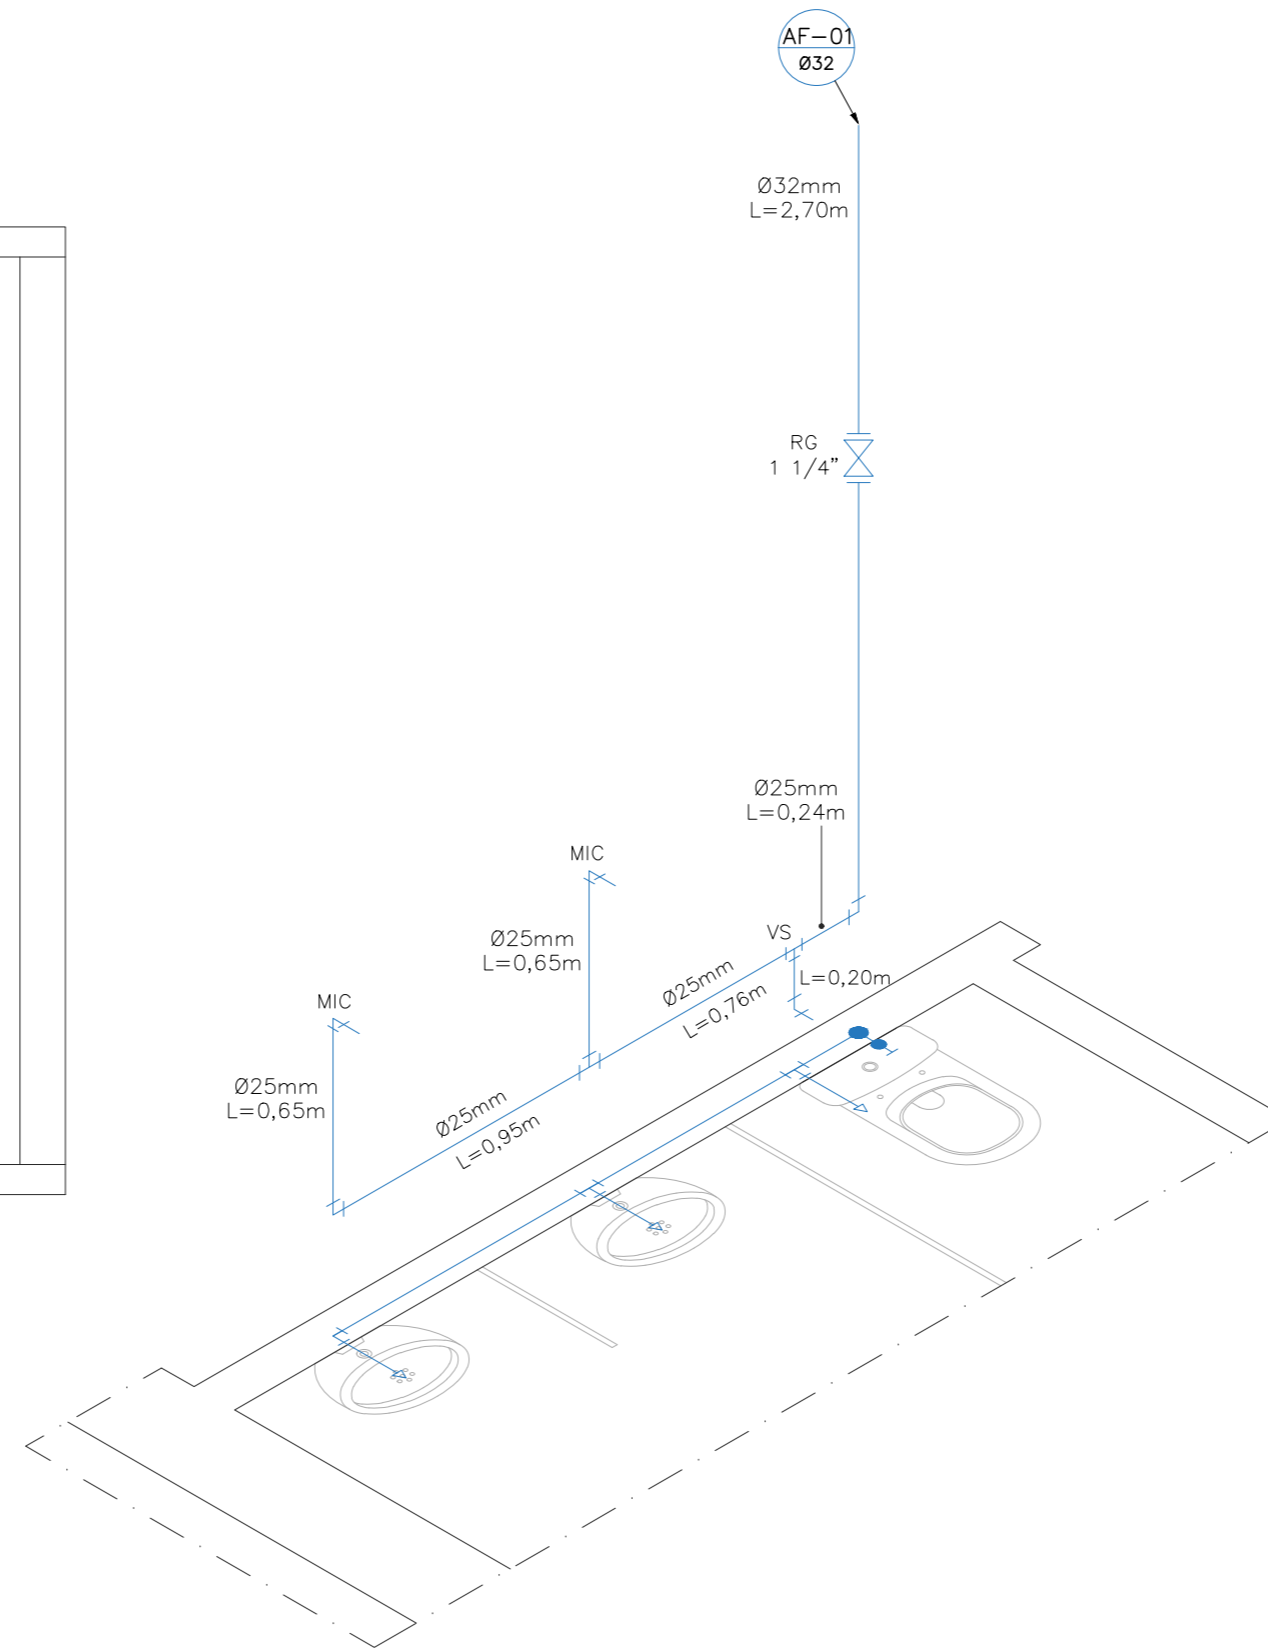 AF-01
Ø32
Ø32mm
L=2,70m
RG
1 1/4"
Ø25mm
L=0,24m
MIC
VS
Ø25mm
L=0,65m
Ø25mm
L=0,76m
L=0,20m
MIC
Ø25mm
L=0,65m
Ø25mm
L=0,95m